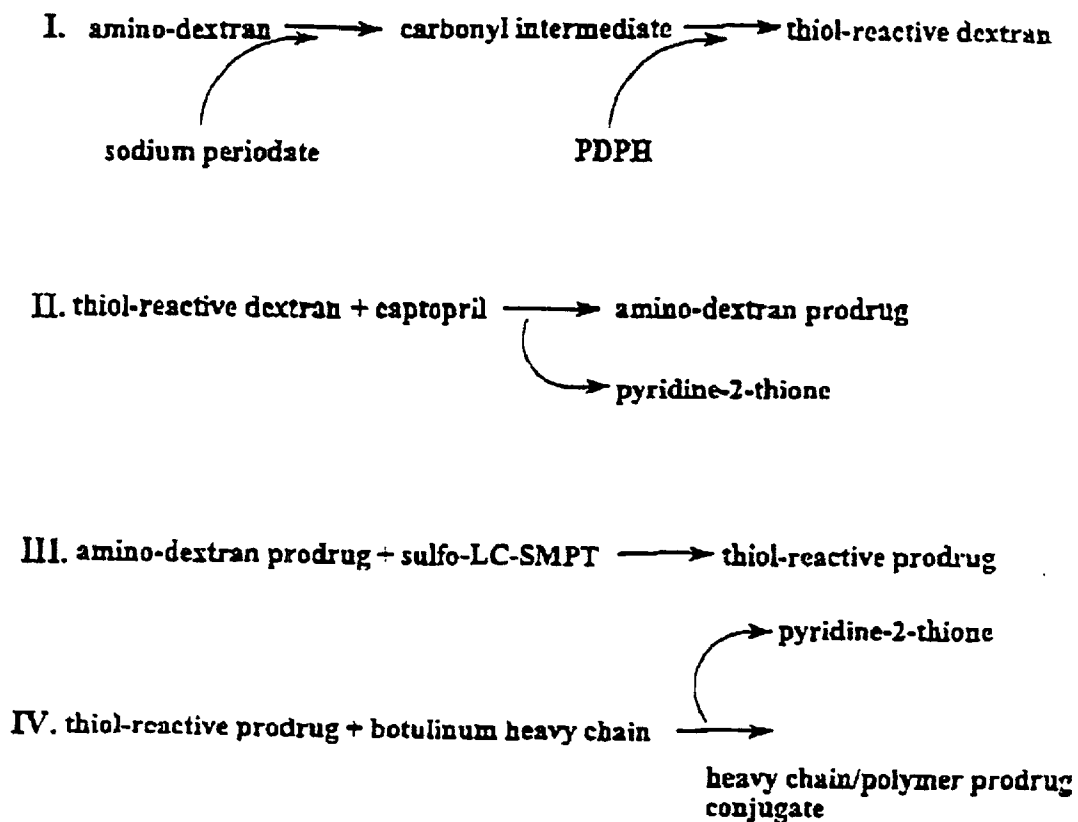 I. amino-dextran carbonyl intermediate thiol-reactive dextran
sodium periodate PDPH
II. thiol-reactive dextran + captopril amino-dextran prodrug
pyridine-2-thione
III. amino-dextran prodrug + sulfo-LC-SMPT thiol-reactive prodrug
pyridine-2-thione
IV. thiol-reactive prodrug + botulinum heavy chain
heavy chain/polymer prodrug
conjugate